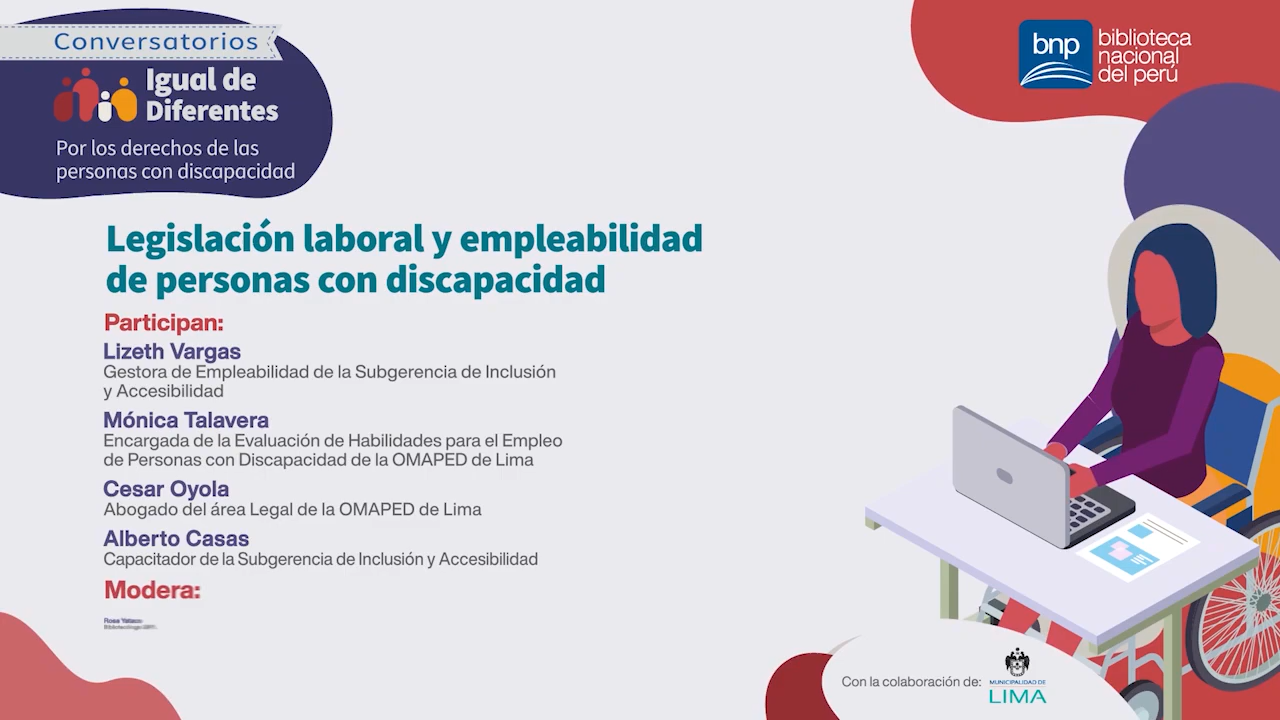 Conversatorios
Igual de
Diferentes
Por los derechos de las
personas con discapacidad
bnp
biblioteca
nacional
del perú
Legislación laboral y empleabilidad
de personas con discapacidad
Participan:
Lizeth Vargas
Gestora de Empleabilidad de la Subgerencia de Inclusión
y Accesibilidad
Mónica Talavera
Encargada de la Evaluación de Habilidades para el Empleo
de Personas con Discapacidad de la OMAPED de Lima
Cesar Oyola
Abogado del área Legal de la OMAPED de Lima
Alberto Casas
Capacitador de la Subgerencia de Inclusión y Accesibilidad
Modera:
Rosa
Con la colaboración de:
MUNICIPALIDAD DE
LIMA